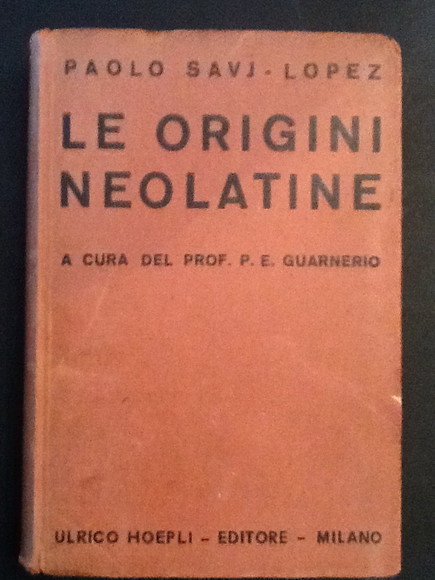 PAOLO SAVJ - LOPEZ
LE ORIGINI
NEOLATINE
A CURA DEL PROF. P. E. GUARNERIO
ULRICO HOEPLI - EDITORE - MILANO